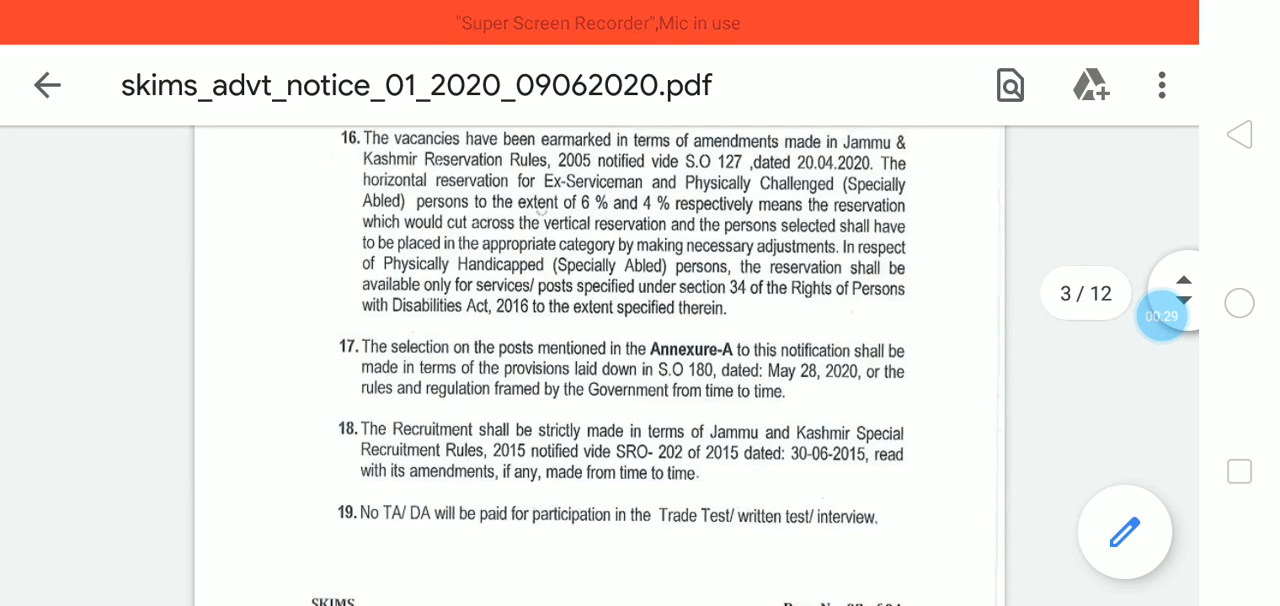 "Super Screen Recorder",Mic in use
skims_advt_notice_01_2020_09062020.pdf
16. The vacancies have been earmarked in terms of amendments made in Jammu &
Kashmir Reservation Rules, 2005 notified vide S.O 127 ,dated 20.04.2020. The
horizontal reservation for Ex-Serviceman and Physically Challenged (Specially
Abled) persons to the extent of 6 % and 4 % respectively means the reservation
which would cut across the vertical reservation and the persons selected shall have
to be placed in the appropriate category by making necessary adjustments. In respect
of Physically Handicapped (Specially Abled) persons, the reservation shall be
available only for services/ posts specified under section 34 of the Rights of Persons
with Disabilities Act, 2016 to the extent specified therein.
3 / 12
00:29
17. The selection on the posts mentioned in the Annexure-A to this notification shall be
made in terms of the provisions laid down in S.O 180, dated: May 28, 2020, or the
rules and regulation framed by the Government from time to time.
18. The Recruitment shall be strictly made in terms of Jammu and Kashmir Special
Recruitment Rules, 2015 notified vide SRO- 202 of 2015 dated: 30-06-2015, read
with its amendments, if any, made from time to time.
19. No TA/ DA will be paid for participation in the Trade Test/ written test/ interview.
SKIMS